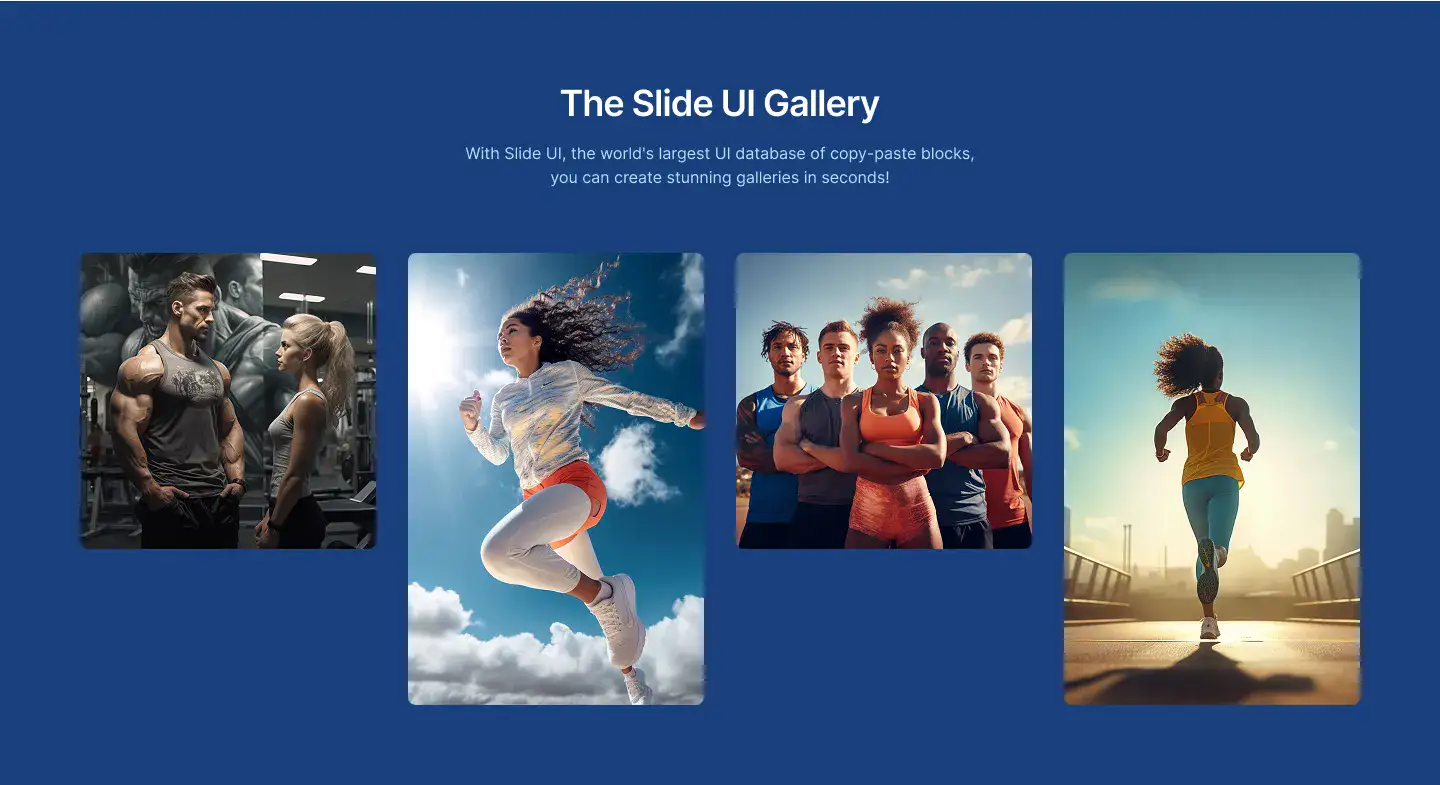 The Slide UI Gallery
With Slide UI, the world's largest UI database of copy-paste blocks,
you can create stunning galleries in seconds!